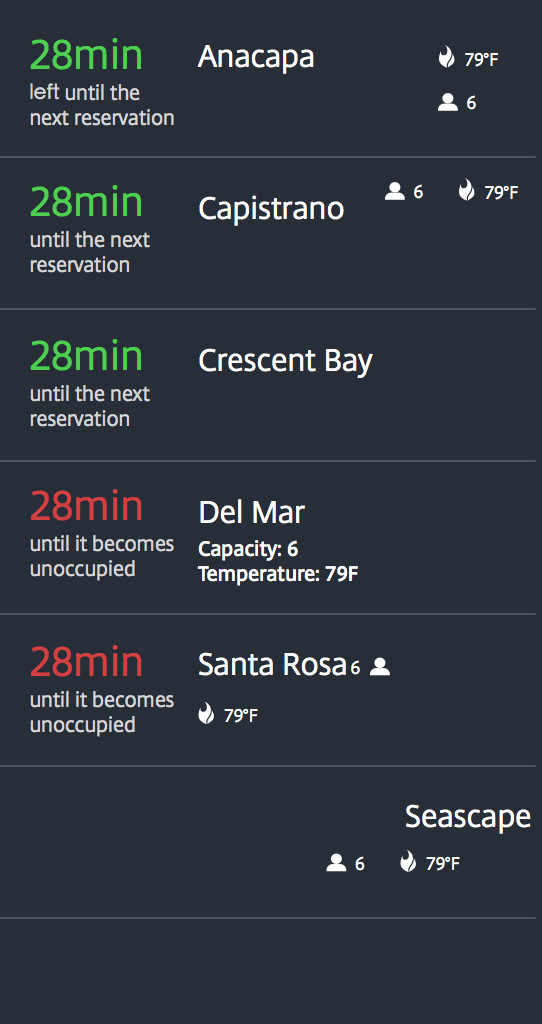 28min
left until the
next reservation
Anacapa
79°F
6
28min
until the next
reservation
Capistrano
6 79°F
28min
until the next
reservation
Crescent Bay
28min
until it becomes
unoccupied
Del Mar
Capacity: 6
Temperature: 79F
28min
until it becomes
unoccupied
Santa Rosa 6
79°F
Seascape
6 79°F